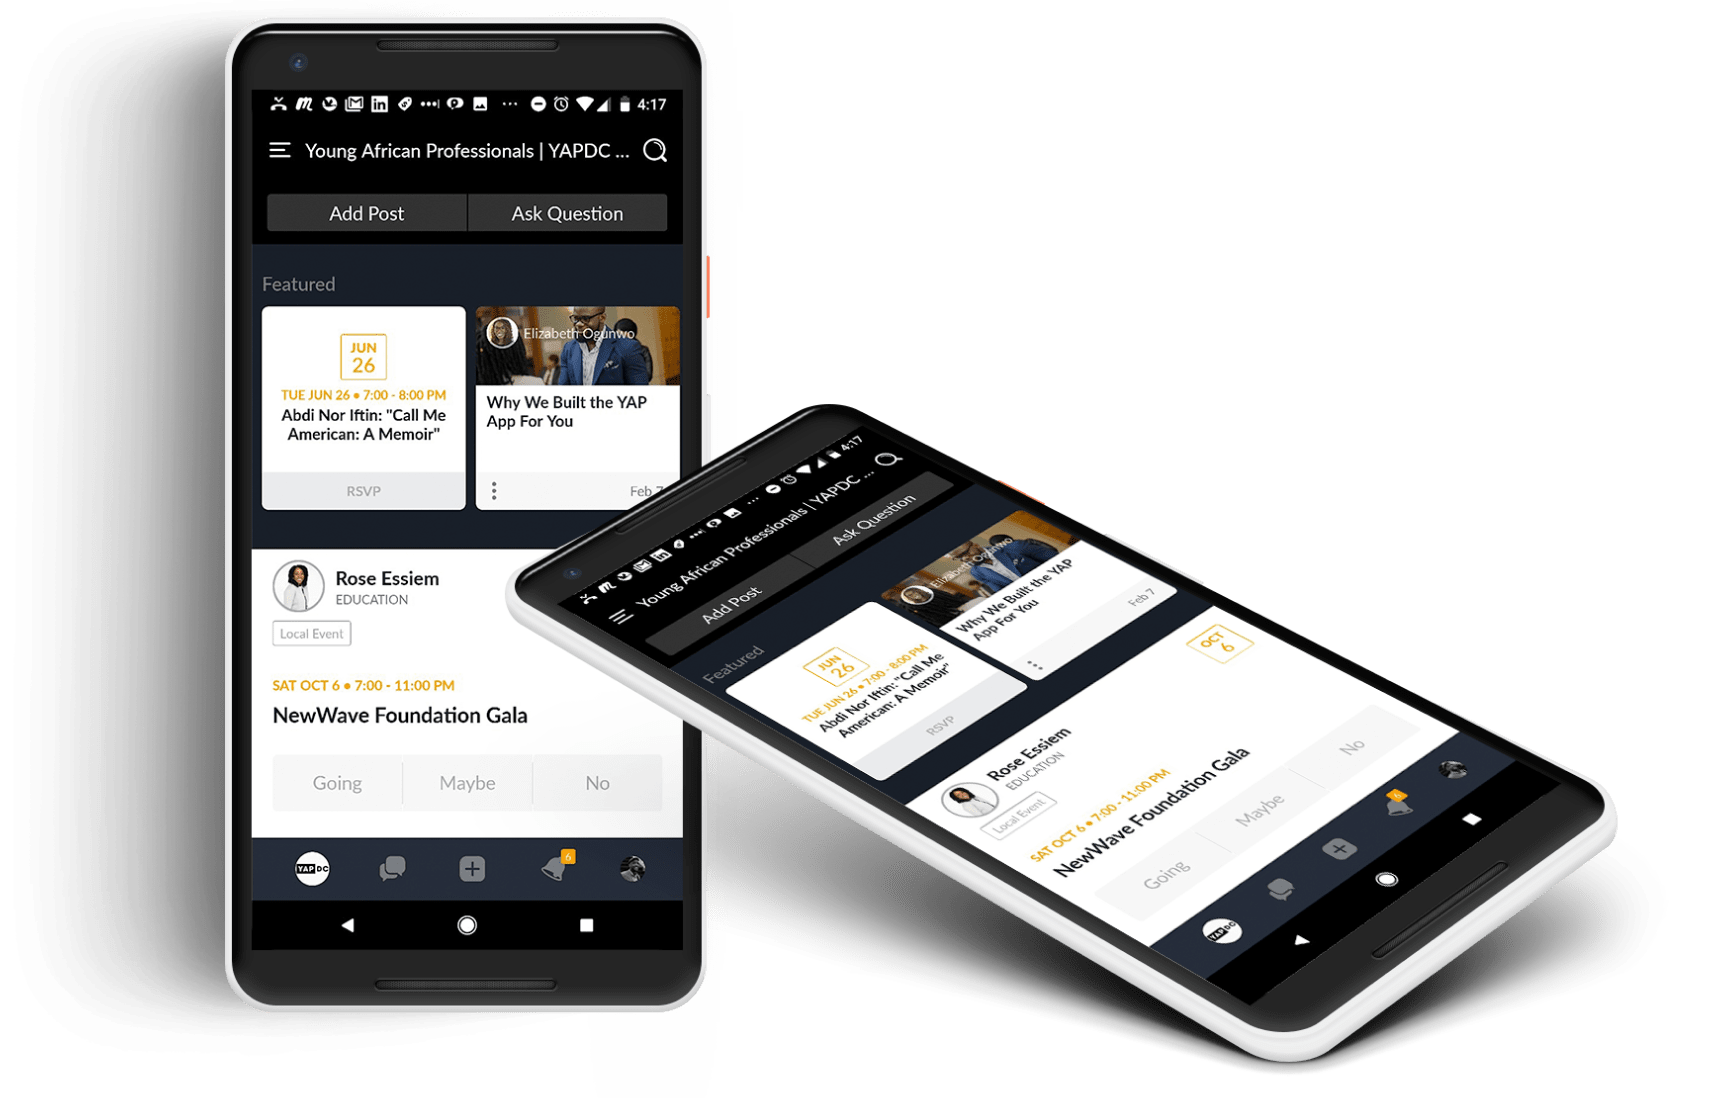 4:17
Young African Professionals | YAPDC ...
Add Post
Ask Question
Featured
JUN
26
TUE JUN 26 • 7:00 - 8:00 PM
Abdi Nor Iftin: "Call Me
American: A Memoir"
RSVP
Elizabeth Ogunwo
Why We Built the YAP
App For You
Feb 7
Rose Essiem
EDUCATION
Local Event
SAT OCT 6 • 7:00 - 11:00 PM
NewWave Foundation Gala
Going
Maybe
No
YAP DC
6
4:17
Young African Professionals | YAPDC ...
Add Post
Ask Question
Featured
JUN
26
TUE JUN 26 • 7:00 - 8:00 PM
Abdi Nor Iftin: "Call Me
American: A Memoir"
RSVP
Elizabeth Ogunwo
Why We Built the YAP
App For You
Feb 7
OCT
6
Rose Essiem
EDUCATION
Local Event
SAT OCT 6 • 7:00 - 11:00 PM
NewWave Foundation Gala
Going
Maybe
No
YAP DC
6